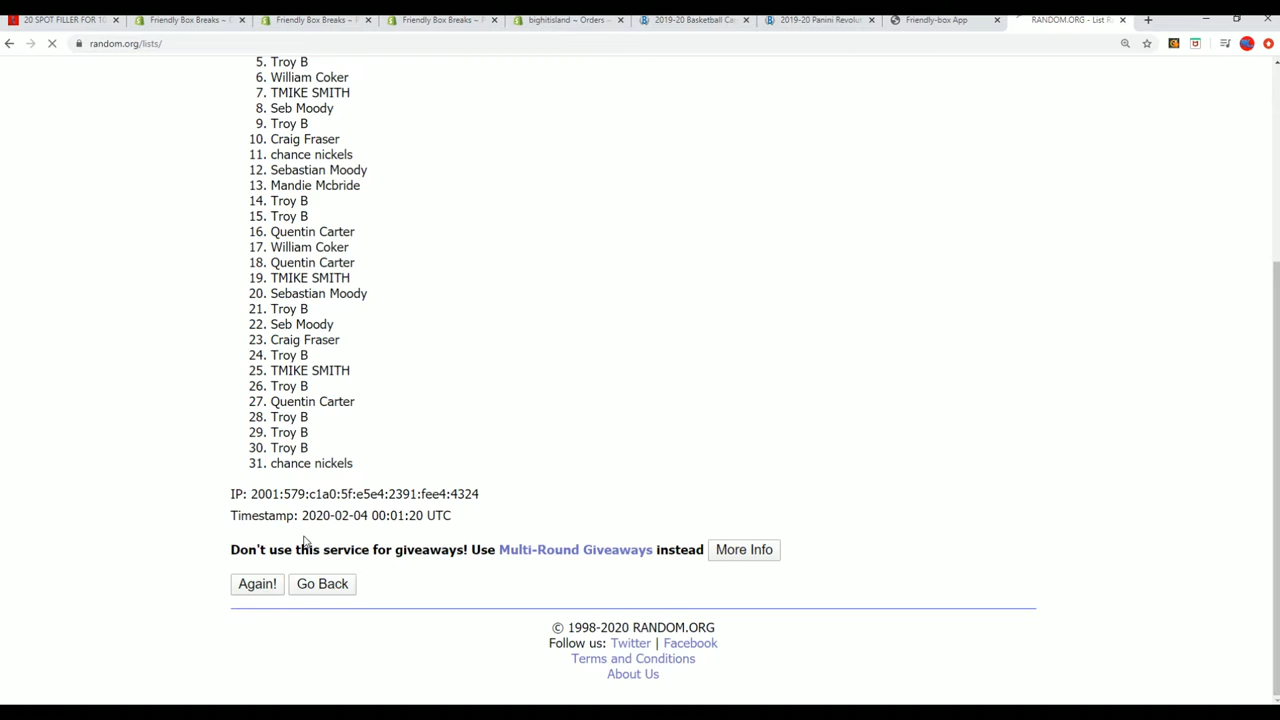 20 SPOT FILLER FOR 10
Friendly Box Breaks ~
Friendly Box Breaks ~
Friendly Box Breaks ~
bighitisland ~ Orders ~
2019-20 Basketball
2019-20 Panini Revolu
Friendly-box App
RANDOM.ORG - List R
random.org/lists/
5. Troy B
6. William Coker
7. TMIKE SMITH
8. Seb Moody
9. Troy B
10. Craig Fraser
11. chance nickels
12. Sebastian Moody
13. Mandie Mcbride
14. Troy B
15. Troy B
16. Quentin Carter
17. William Coker
18. Quentin Carter
19. TMIKE SMITH
20. Sebastian Moody
21. Troy B
22. Seb Moody
23. Craig Fraser
24. Troy B
25. TMIKE SMITH
26. Troy B
27. Quentin Carter
28. Troy B
29. Troy B
30. Troy B
31. chance nickels
IP: 2001:579:c1a0:5f:e5e4:2391:fee4:4324
Timestamp: 2020-02-04 00:01:20 UTC
Don't use this service for giveaways! Use Multi-Round Giveaways instead More Info
Again! Go Back
© 1998-2020 RANDOM.ORG
Follow us: Twitter | Facebook
Terms and Conditions
About Us